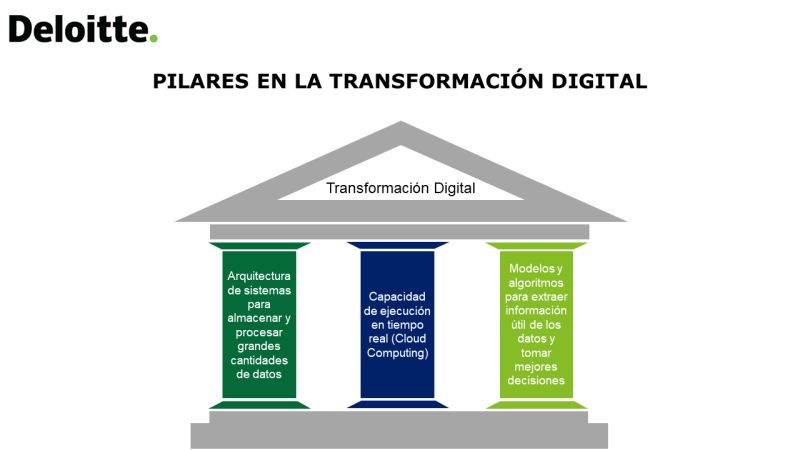 Deloitte.
PILARES EN LA TRANSFORMACIÓN DIGITAL
Transformación Digital
Arquitectura
de sistemas
para
almacenar y
procesar
grandes
cantidades
de datos
Capacidad
de ejecución
en tiempo
real (Cloud
Computing)
Modelos y
algoritmos
para extraer
información
útil de los
datos y
tomar
mejores
decisiones